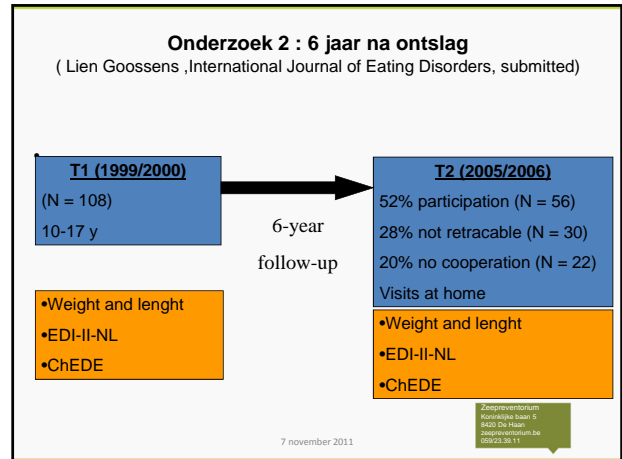 Onderzoek 2 : 6 jaar na ontslag
( Lien Goossens ,International Journal of Eating Disorders, submitted)
•
T1 (1999/2000)
(N = 108)
10-17 y
6-year
follow-up
T2 (2005/2006)
52% participation (N = 56)
28% not retracable (N = 30)
20% no cooperation (N = 22)
Visits at home
•Weight and lenght
•EDI-II-NL
•ChEDE
•Weight and lenght
•EDI-II-NL
•ChEDE
7 november 2011
Zeepreventorium
Koninklijke baan 5
8420 De Haan
zeepreventorium.be
059/23.39.11